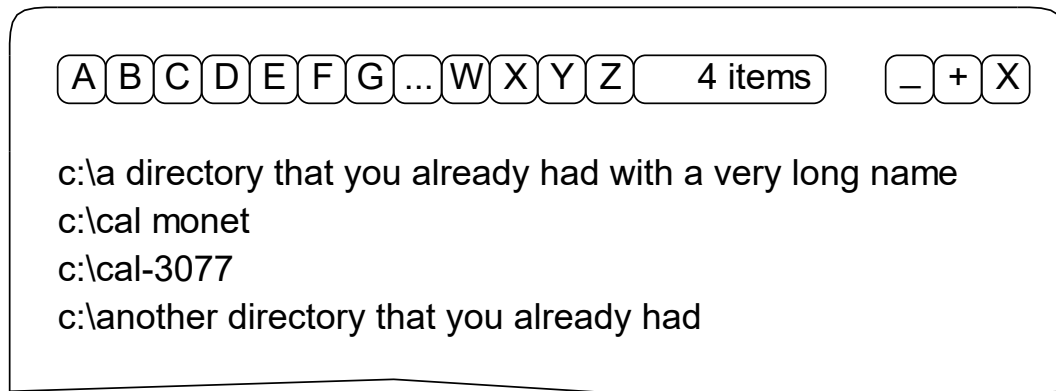 A B C D E F G ... W X Y Z 4 items _ + X
c:\a directory that you already had with a very long name
c:\cal monet
c:\cal-3077
c:\another directory that you already had